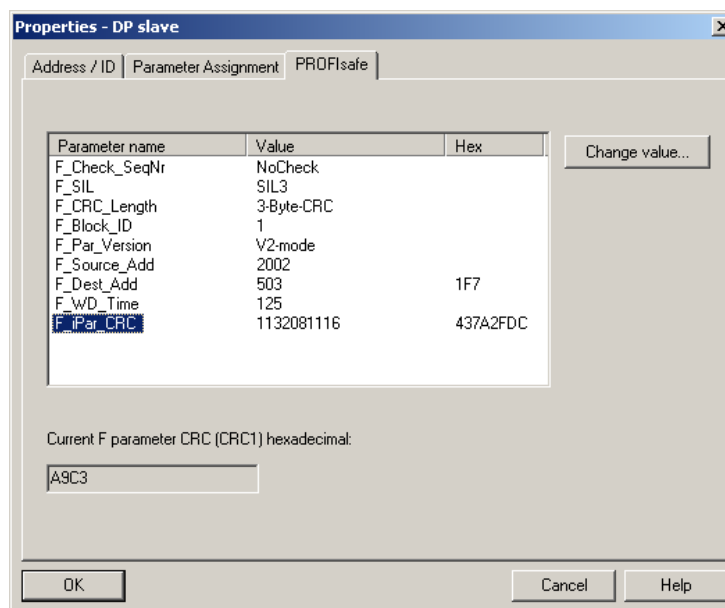 Properties - DP slave
Address / ID Parameter Assignment PROFIsafe
Parameter name Value Hex
Change value...
F_Check_SeqNr NoCheck
F_SIL SIL3
F_CRC_Length 3-Byte-CRC
F_Block_ID 1
F_Par_Version V2-mode
F_Source_Add 2002
F_Dest_Add 503 1F7
F_WD_Time 125
F_iPar_CRC 1132081116 437A2FDC
Current F parameter CRC (CRC1) hexadecimal:
A9C3
OK Cancel Help